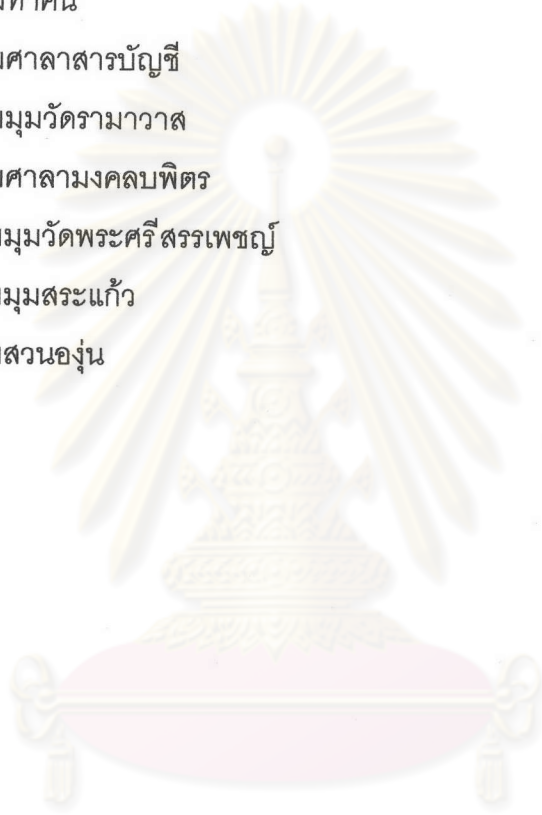 ศาลาสารบัญชี
มุมวัดรามาวาส
ศาลามงคลบพิตร
มุมวัดพระศรีสรรเพชญ์
มุมสระแก้ว
สวนองุ่น